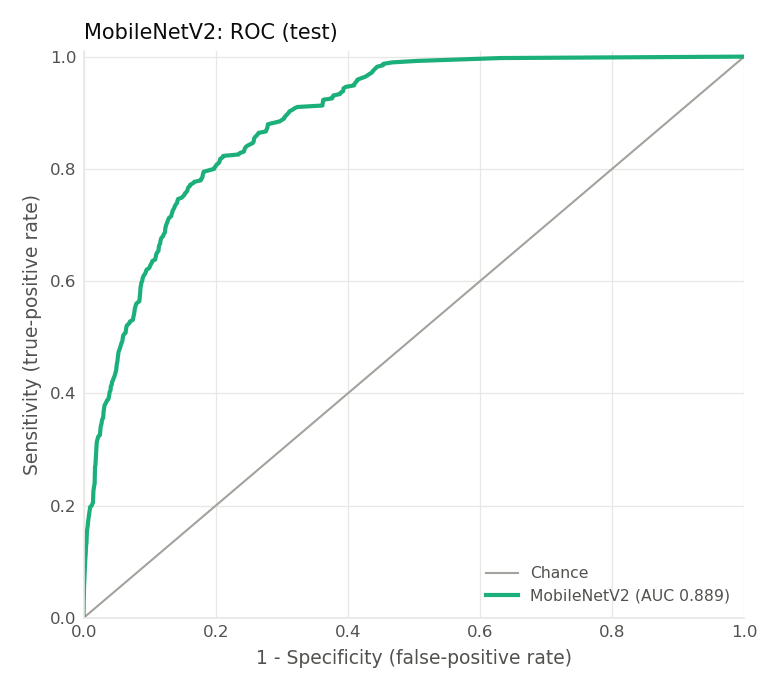 MobileNetV2: ROC (test)
Sensitivity (true-positive rate)
1.0
0.8
0.6
0.4
0.2
0.0
0.0 0.2 0.4 0.6 0.8 1.0
1 - Specificity (false-positive rate)
Chance
MobileNetV2 (AUC 0.889)